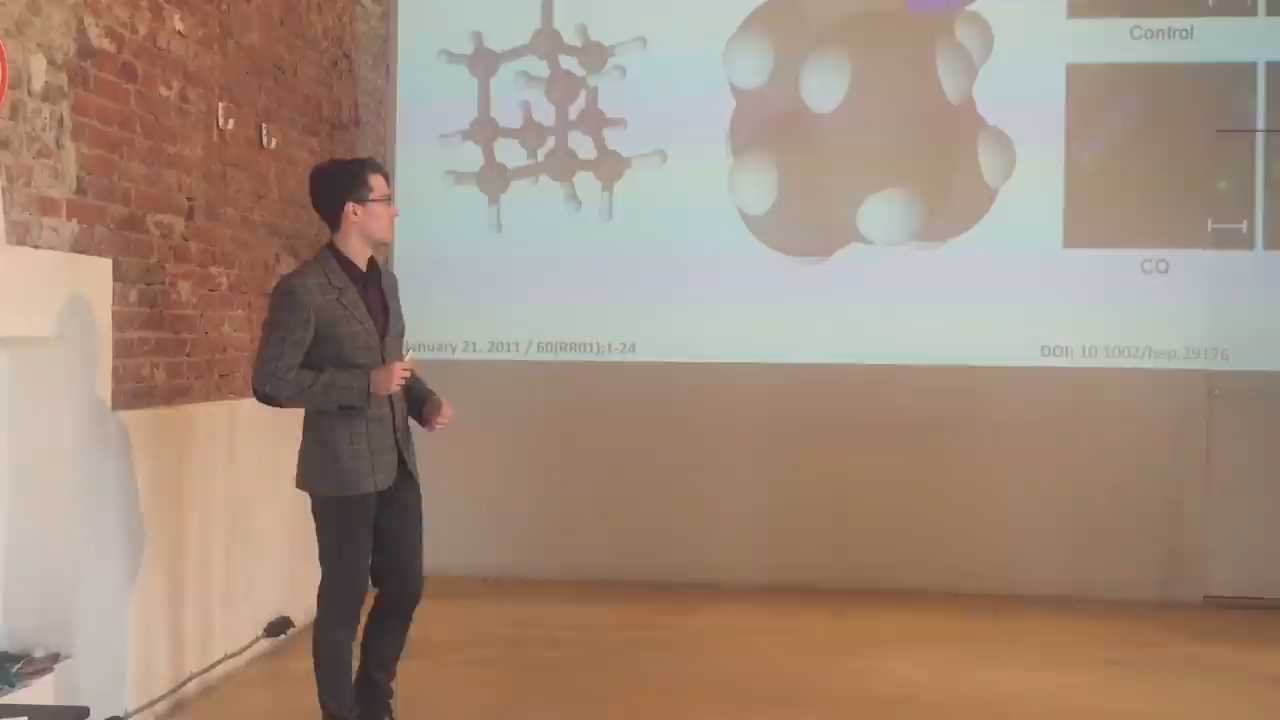 Control
CQ
January 21, 2011 / 60(RR01);1-24
DOI: 10.1002/hep.29176